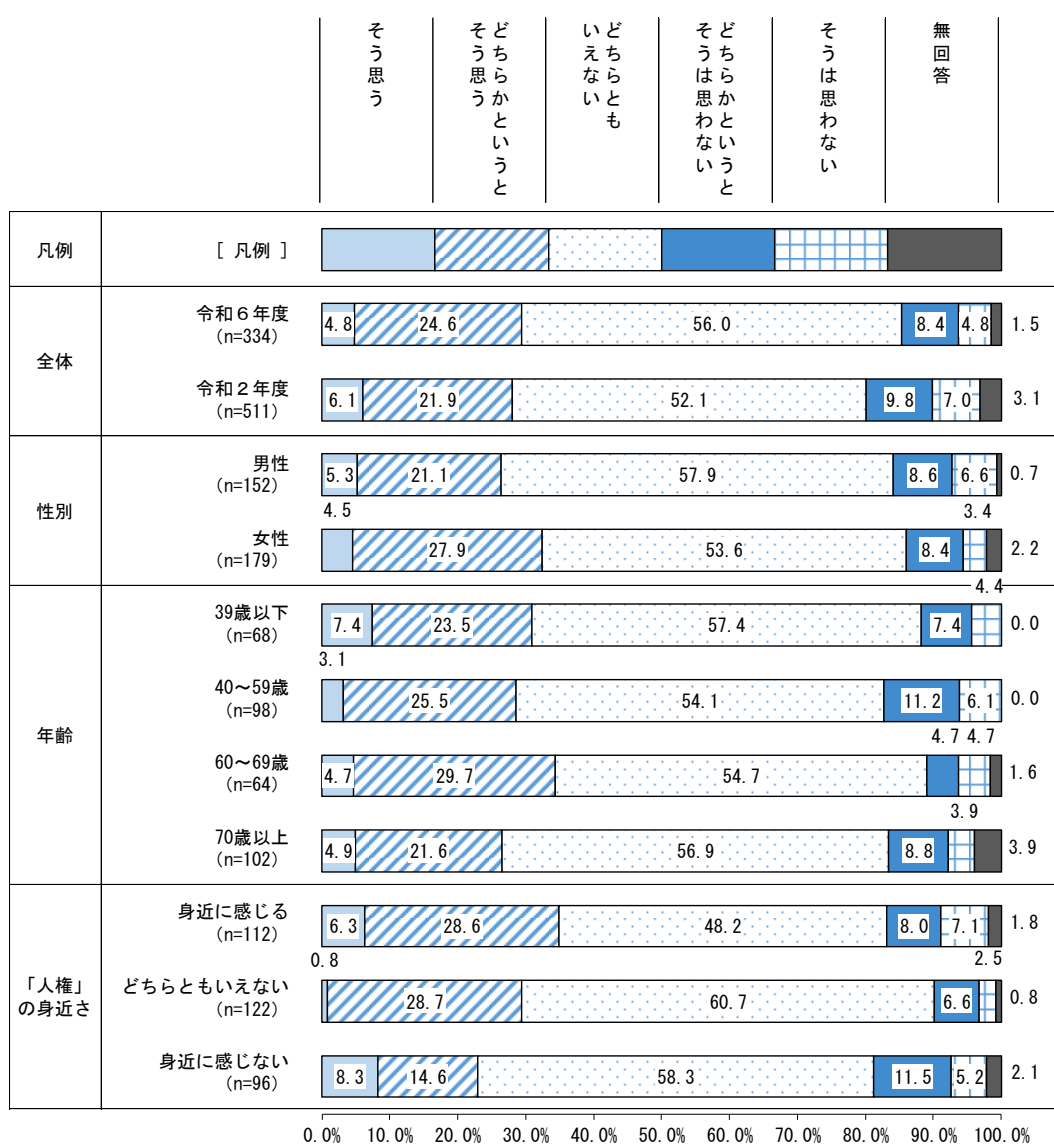 そう思う
どちらかというと
そう思う
どちらとも
いえない
どちらかというと
そうは思わない
そうは思わない
無回答
凡例
[ 凡例 ]
全体
令和６年度
(n=334)
4.8 24.6 56.0 8.4 4.8 1.5
令和２年度
(n=511)
6.1 21.9 52.1 9.8 7.0 3.1
性別
男性
(n=152)
5.3 21.1 57.9 8.6 6.6 0.7
4.5 3.4
女性
(n=179)
27.9 53.6 8.4 2.2
4.4
年齢
39歳以下
(n=68)
7.4 23.5 57.4 7.4 0.0
3.1
40～59歳
(n=98)
25.5 54.1 11.2 6.1 0.0
4.7 4.7
60～69歳
(n=64)
4.7 29.7 54.7 1.6
3.9
70歳以上
(n=102)
4.9 21.6 56.9 8.8 3.9
「人権」
の身近さ
身近に感じる
(n=112)
6.3 28.6 48.2 8.0 7.1 1.8
0.8 2.5
どちらともいえない
(n=122)
28.7 60.7 6.6 0.8
身近に感じない
(n=96)
8.3 14.6 58.3 11.5 5.2 2.1
0.0% 10.0% 20.0% 30.0% 40.0% 50.0% 60.0% 70.0% 80.0% 90.0% 100.0%